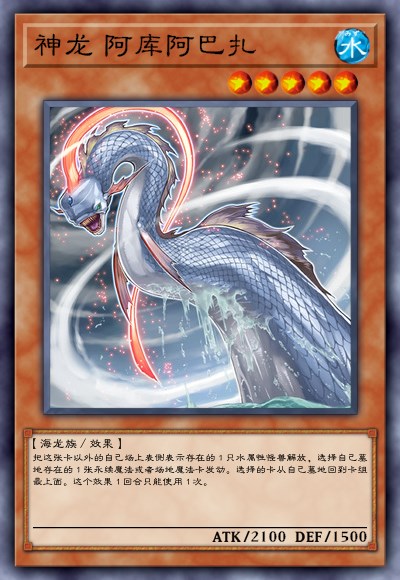 神龙 阿库阿巴扎
水
【海龙族/效果】
把这张卡以外的自己场上表侧表示存在的1只水属性怪兽解放,选择自己墓
地存在的1张永续魔法或者场地魔法卡发动。选择的卡从自己墓地回到卡组
最上面。这个效果1回合只能使用1次。
ATK/2100 DEF/1500